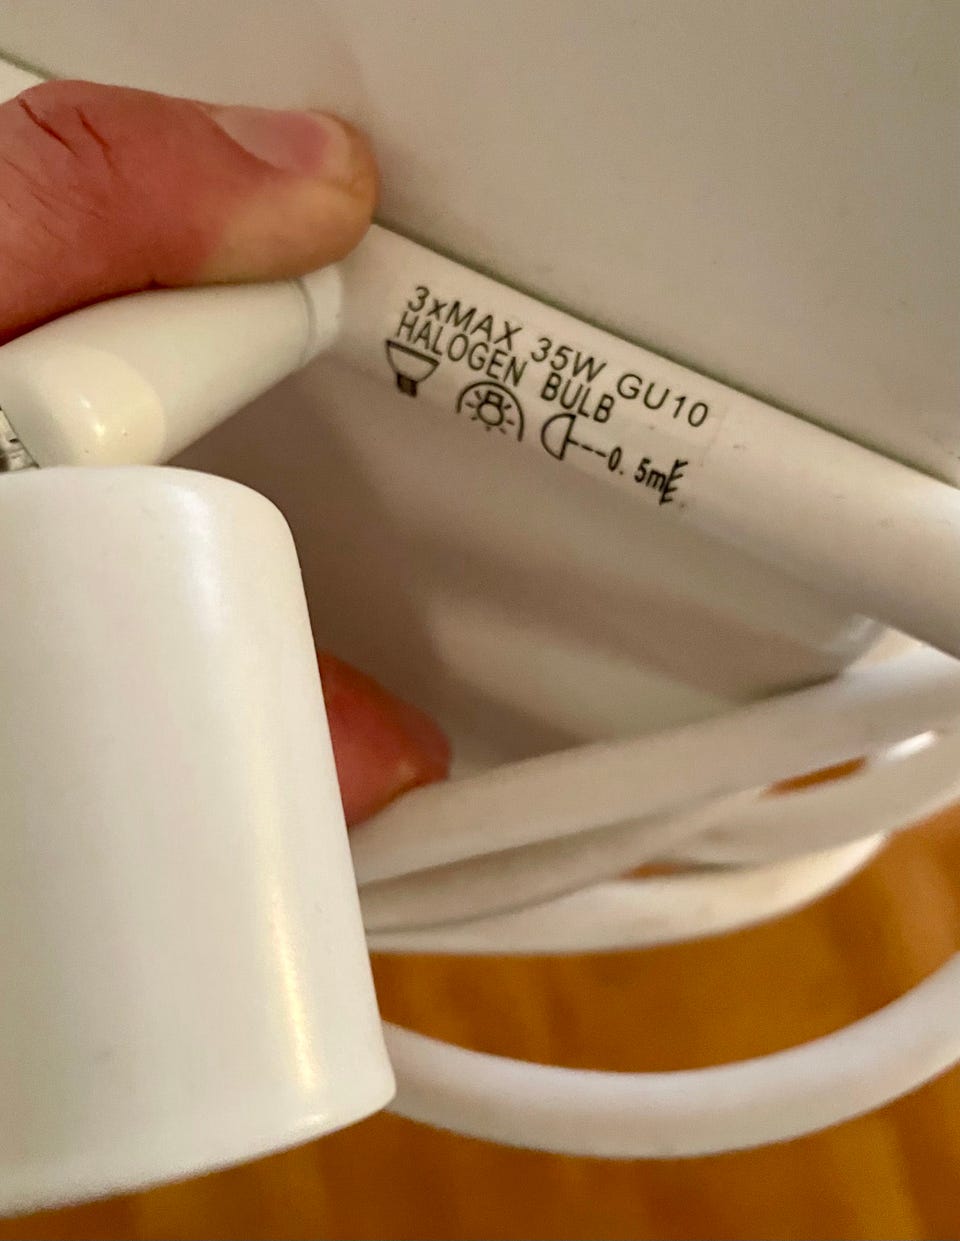 3xMAX 35W GU10
HALOGEN BULB
0.5m